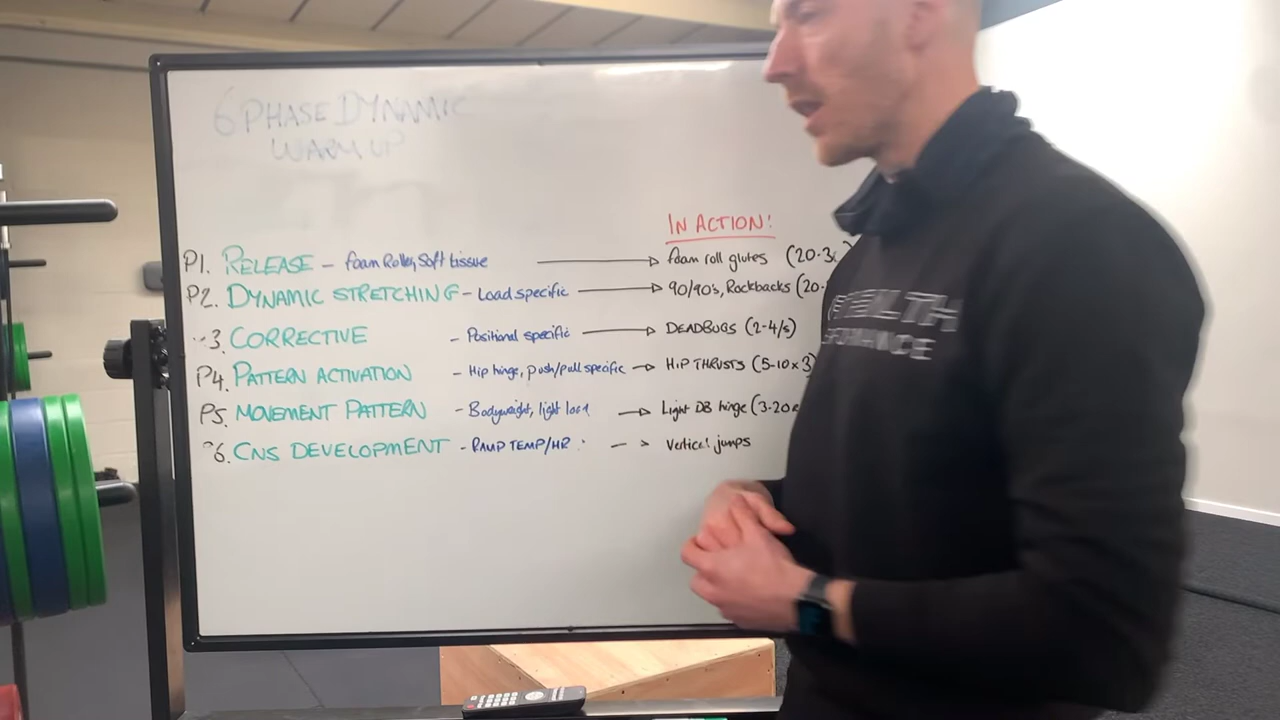 6 PHASE DYNAMIC
WARM UP
IN ACTION!
P1. RELEASE - foam Roller, Soft tissue foam roll glutes (20-30
P2. DYNAMIC STRETCHING - Load specific 90/90s, Rockbacks (20-
3. CORRECTIVE - Positional specific DEADBUGS (2-4/s)
P4. PATTERN ACTIVATION - Hip hinge, push/pull specific HIP THRUSTS (5-10x3)
P5. MOVEMENT PATTERN - Bodyweight, light load Light DB hinge (3-20
6. CNS DEVELOPMENT - RAMP TEMP/HR Vertical jumps